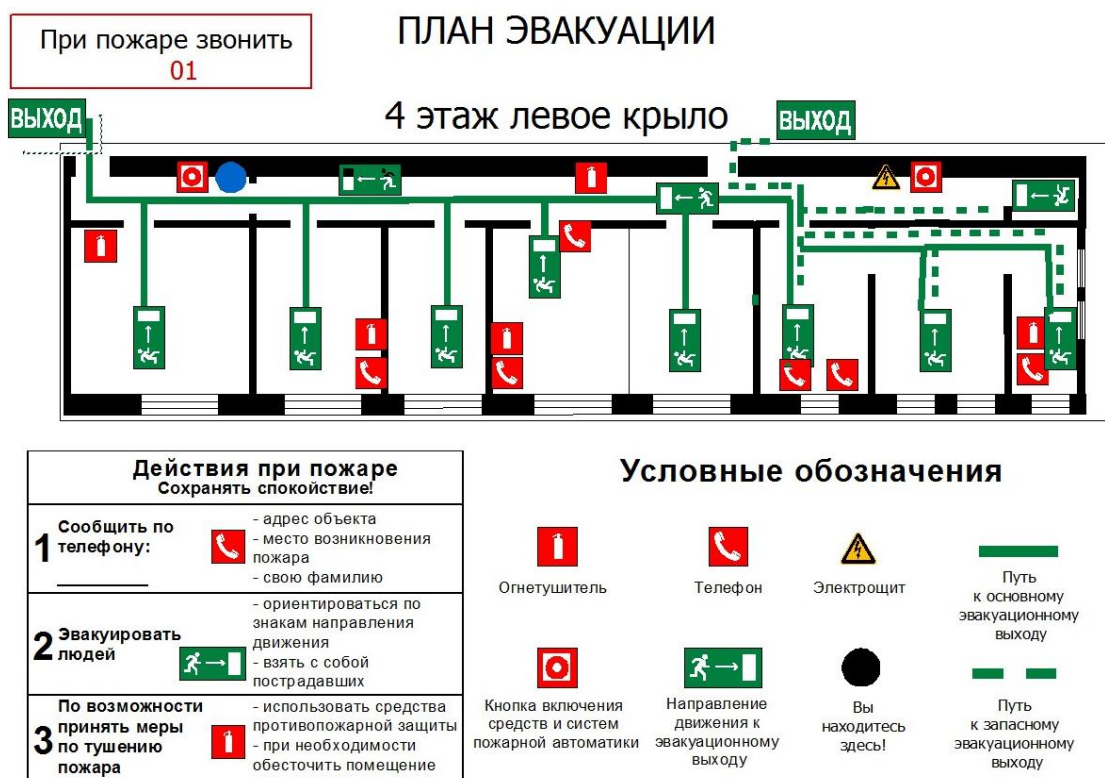 При пожаре звонить
01
ПЛАН ЭВАКУАЦИИ
4 этаж левое крыло
ВЫХОД
ВЫХОД
Действия при пожаре
Сохранять спокойствие!
1 Сообщить по
телефону:
- адрес объекта
- место возникновения
пожара
- свою фамилию
2 Эвакуировать
людей
- ориентироваться по
знакам направления
движения
- взять с собой
пострадавших
3 По возможности
принять меры
по тушению
пожара
- использовать средства
противопожарной защиты
- при необходимости
обесточить помещение
Условные обозначения
Огнетушитель
Телефон
Электрощит
Путь
к основному
эвакуационному
выходу
Кнопка включения
средств и систем
пожарной автоматики
Направление
движения к
эвакуационному
выходу
Вы
находитесь
здесь!
Путь
к запасному
эвакуационному
выходу